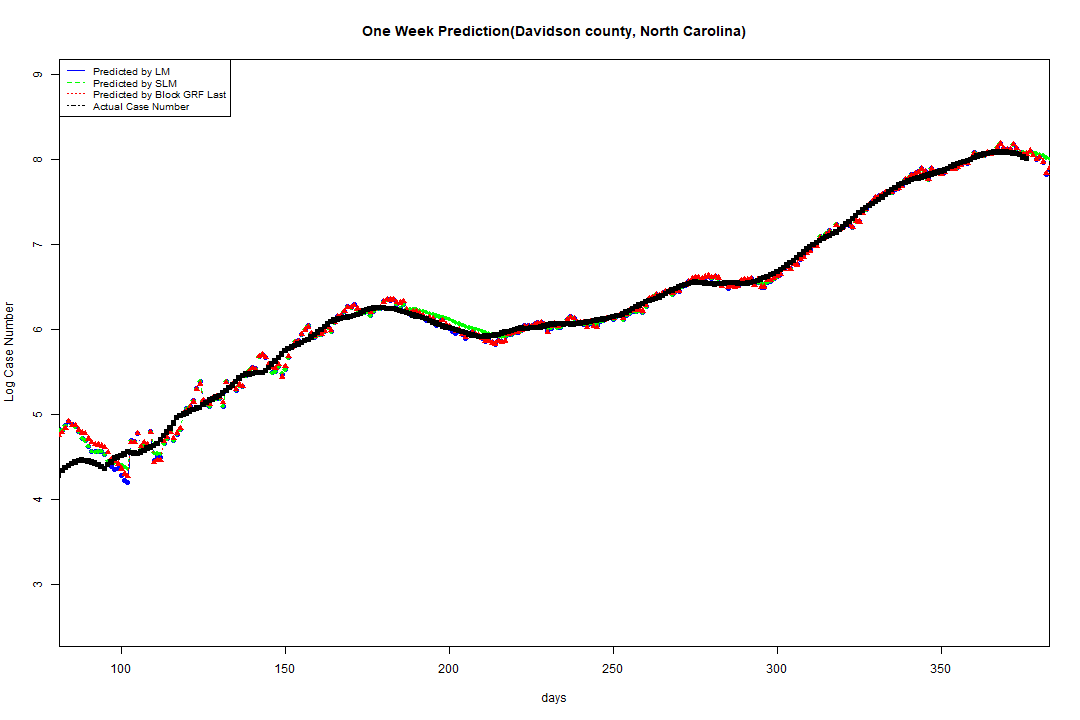 One Week Prediction(Davidson county, North Carolina)
Predicted by LM
Predicted by SLM
Predicted by Block GRF Last
Actual Case Number
9
8
7
6
5
4
3
Log Case Number
100 150 200 250 300 350
days